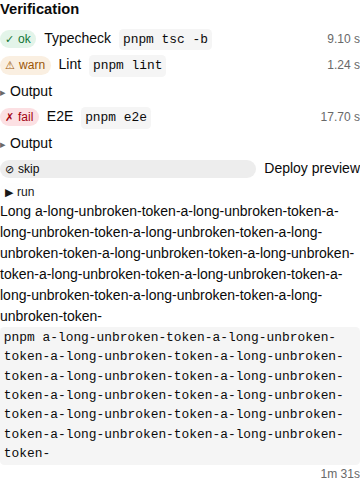 Verification
✓ ok Typecheck pnpm tsc -b 9.10 s
⚠ warn Lint pnpm lint 1.24 s
▸ Output
✗ fail E2E pnpm e2e 17.70 s
▸ Output
⊘ skip Deploy preview
▶ run
Long a-long-unbroken-token-a-long-unbroken-token-a-
long-unbroken-token-a-long-unbroken-token-a-long-
unbroken-token-a-long-unbroken-token-a-long-unbroken-
token-a-long-unbroken-token-a-long-unbroken-token-a-
long-unbroken-token-a-long-unbroken-token-a-long-
unbroken-token-
pnpm a-long-unbroken-token-a-long-unbroken-
token-a-long-unbroken-token-a-long-unbroken-
token-a-long-unbroken-token-a-long-unbroken-
token-a-long-unbroken-token-a-long-unbroken-
token-a-long-unbroken-token-a-long-unbroken-
token-a-long-unbroken-token-a-long-unbroken-
token-
1m 31s